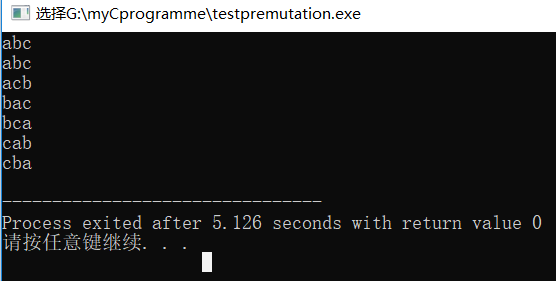 选择G:\myCprogramme\testpremutation.exe
abc
abc
acb
bac
bca
cab
cba
--------------------------------
Process exited after 5.126 seconds with return value 0
请按任意键继续. . .